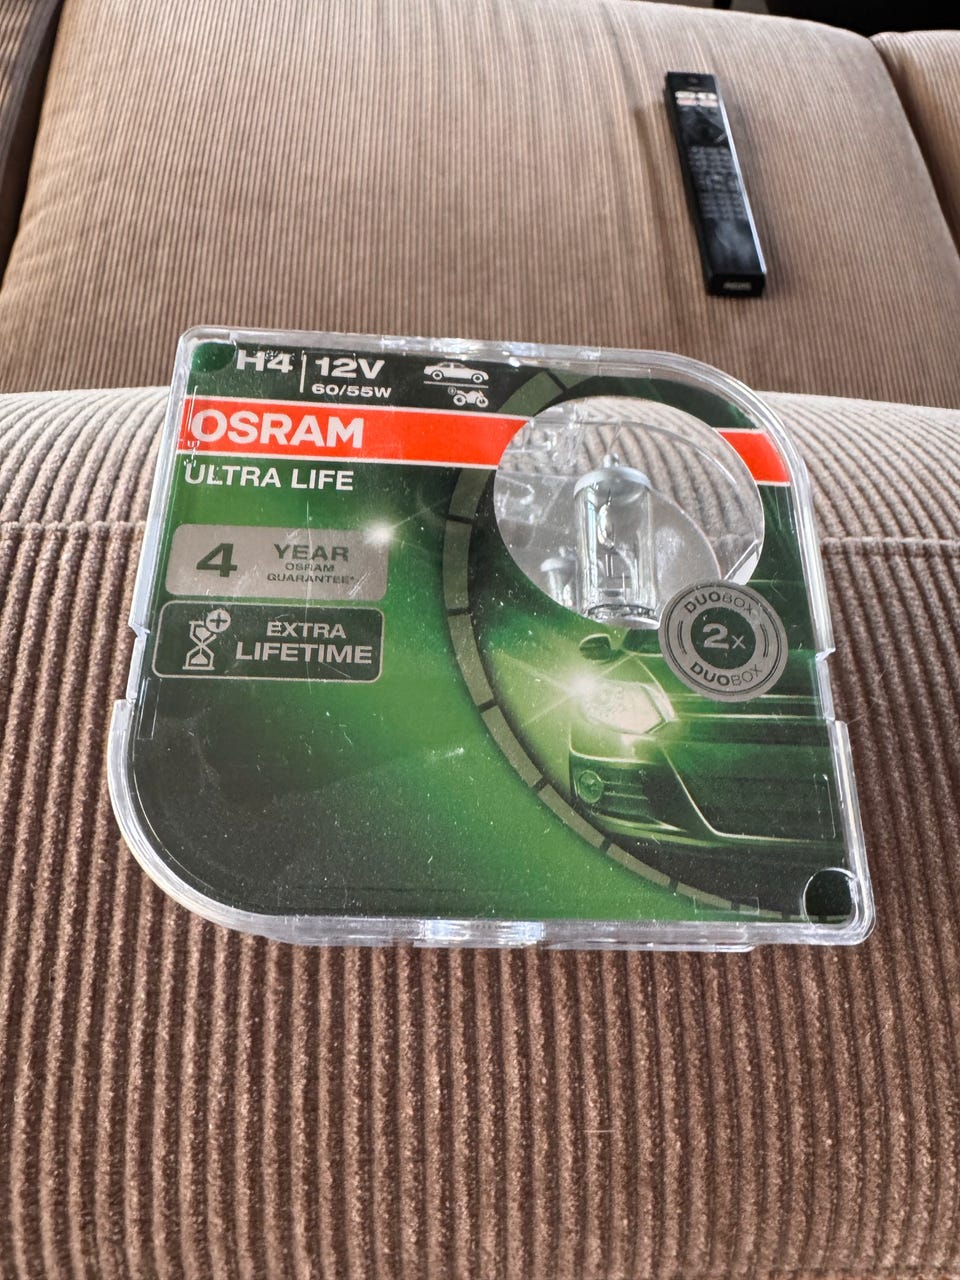 H4 | 12V
60/55W
OSRAM
ULTRA LIFE
4 YEAR
OSRAM
GUARANTEE*
EXTRA
LIFETIME
DUOBOX
2x
DUOBOX